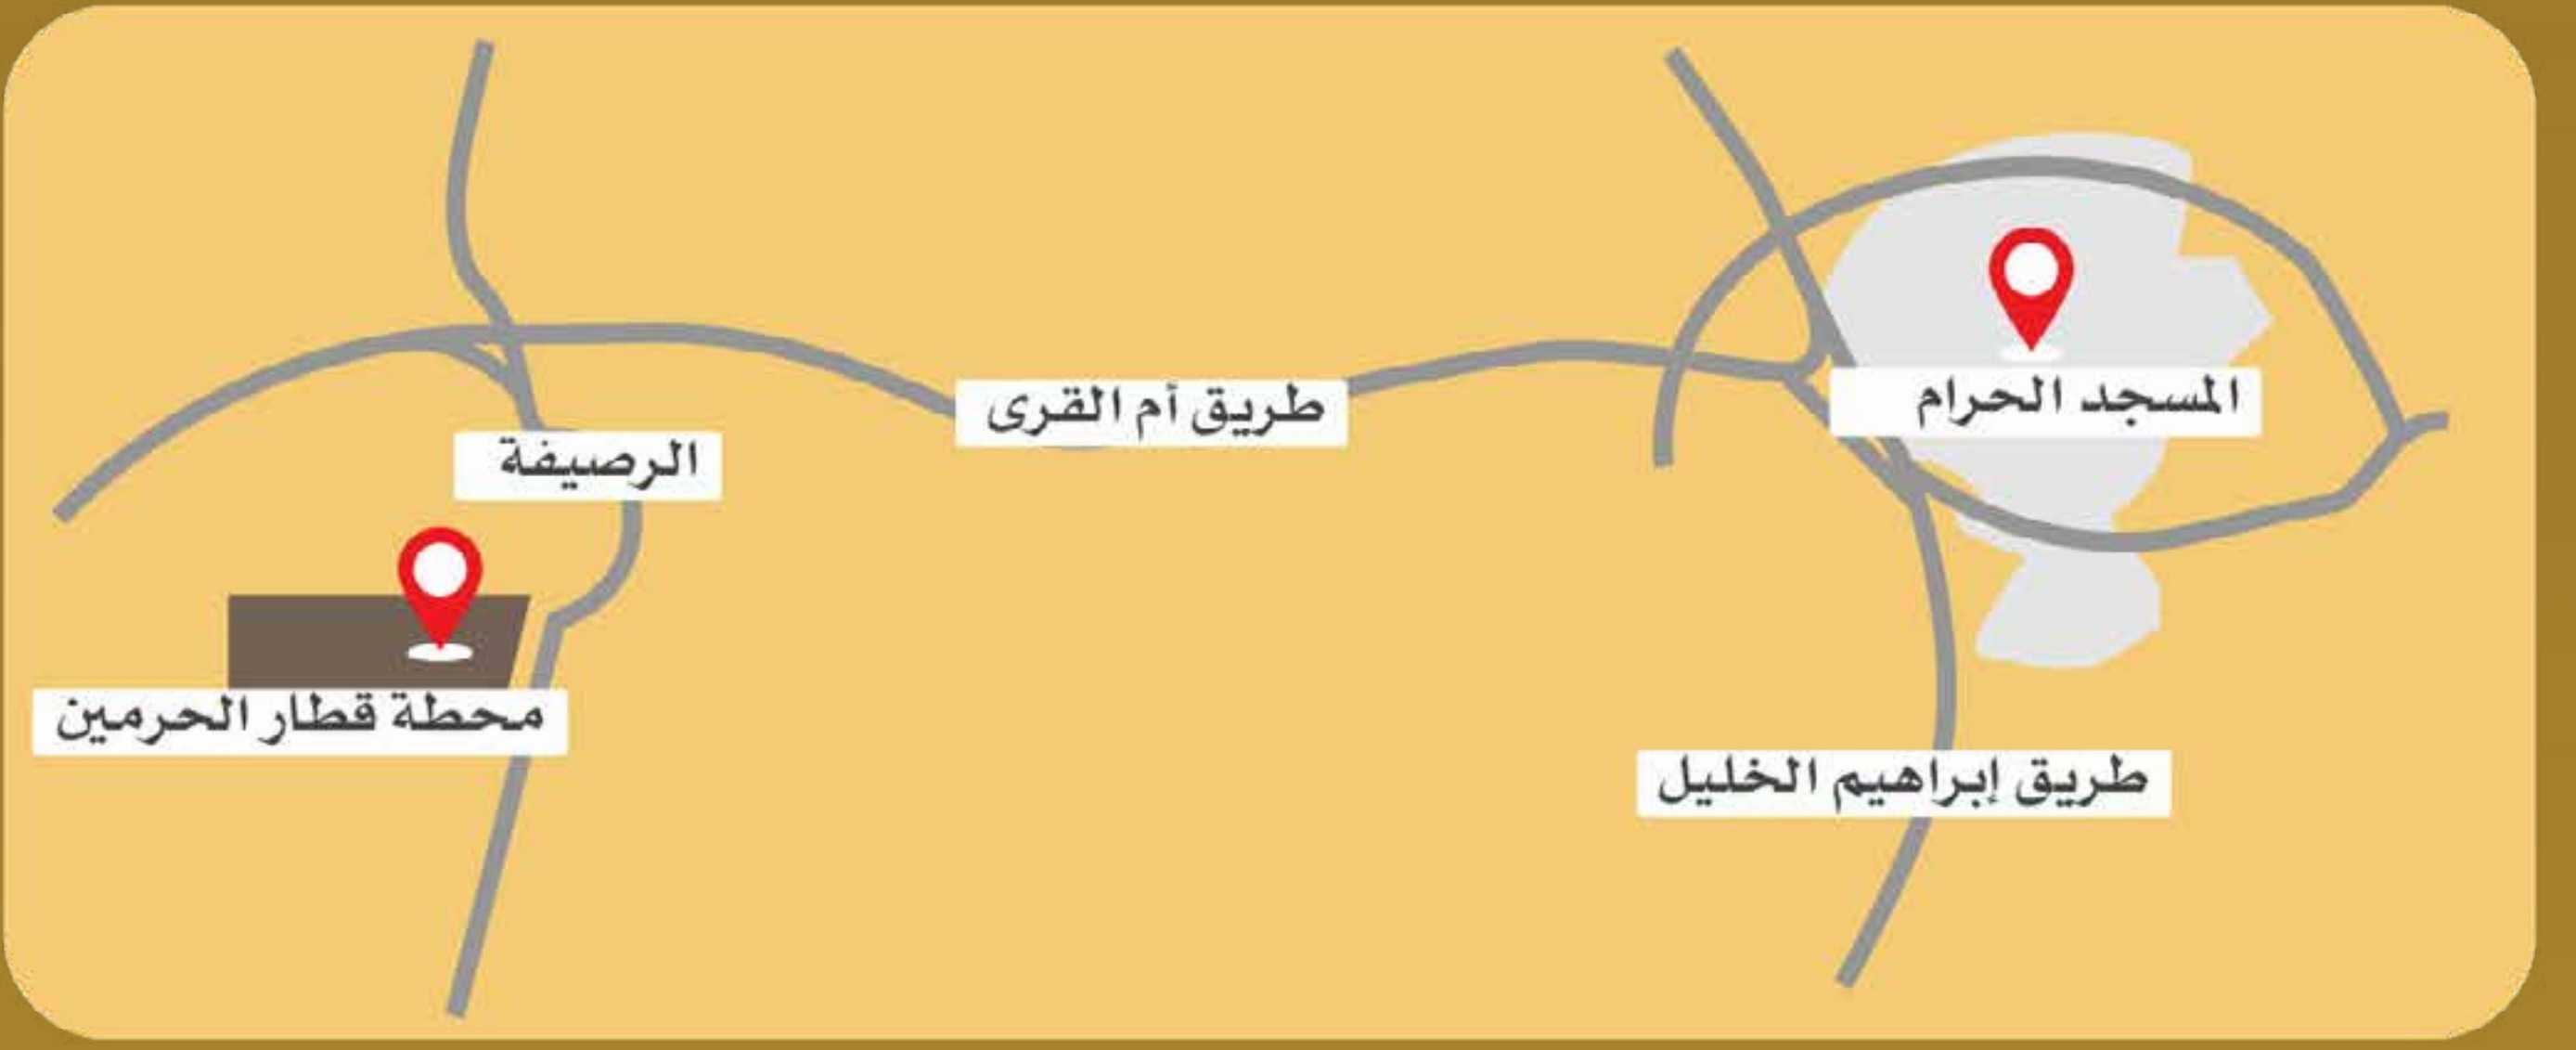 المسجد الحرام
طريق أم القرى
الرصيفة
محطة قطار الحرمين
طريق إبراهيم الخليل